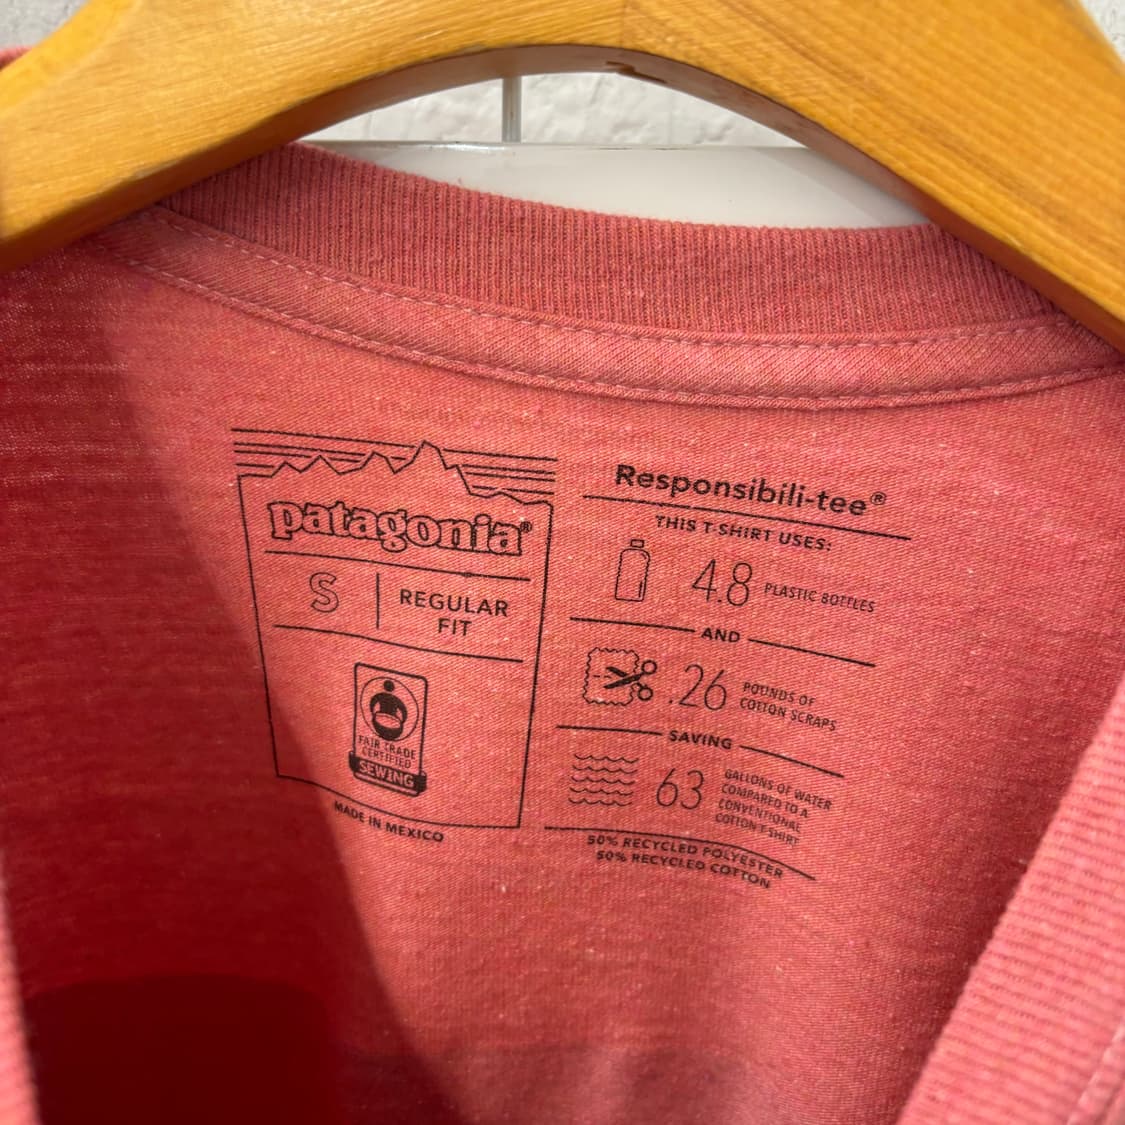 patagonia®
S
REGULAR
FIT
FAIR TRADE
CERTIFIED
SEWING
MADE IN MEXICO
Responsibili-tee®
THIS T-SHIRT USES:
4.8 PLASTIC BOTTLES
AND
.26 POUNDS OF
COTTON SCRAPS
SAVING
63 GALLONS OF WATER
COMPARED TO A
CONVENTIONAL
COTTON T-SHIRT
50% RECYCLED POLYESTER
50% RECYCLED COTTON